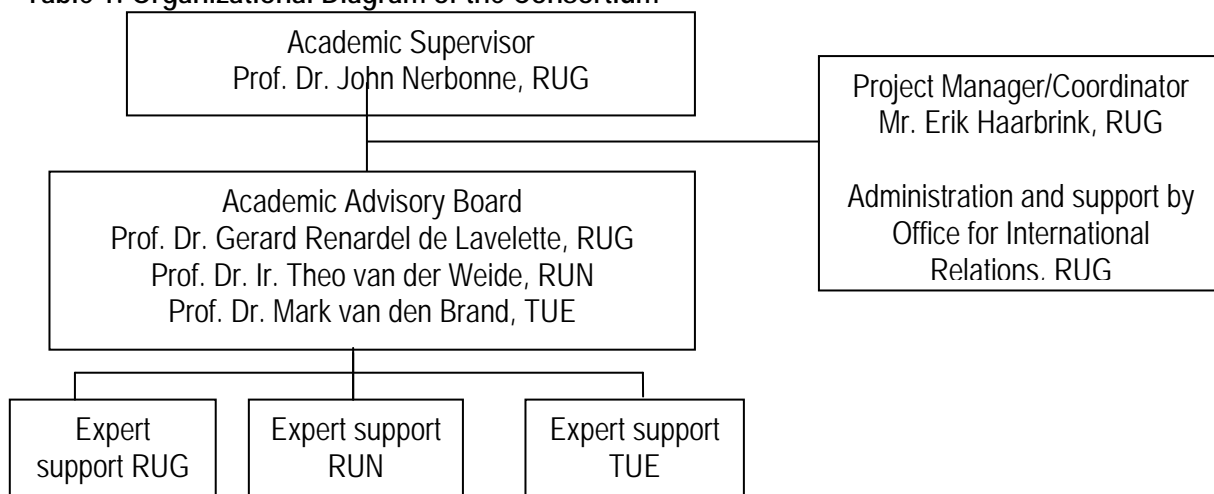 Table 1. Organizational Diagram of the Consortium
Academic Supervisor
Prof. Dr. John Nerbonne, RUG
Project Manager/Coordinator
Mr. Erik Haarbrink, RUG
Administration and support by
Office for International
Relations, RUG
Academic Advisory Board
Prof. Dr. Gerard Renardel de Lavelette, RUG
Prof. Dr. Ir. Theo van der Weide, RUN
Prof. Dr. Mark van den Brand, TUE
Expert
support RUG
Expert support
RUN
Expert support
TUE